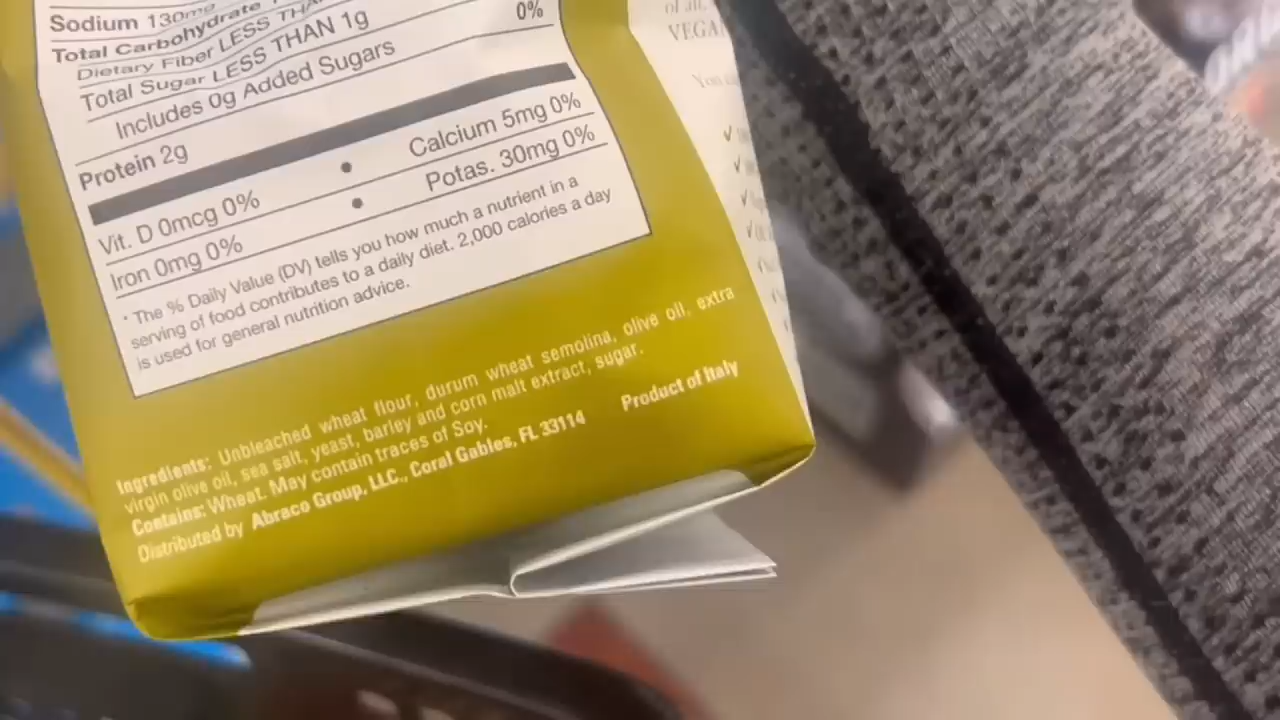 Sodium 130mg
Total Carbohydrate
Dietary Fiber LESS THA
Total Sugar LESS THAN 1g
Includes 0g Added Sugars 0%
Protein 2g
Vit. D 0mcg 0% • Calcium 5mg 0%
Iron 0mg 0% • Potas. 30mg 0%
* The % Daily Value (DV) tells you how much a nutrient in a
serving of food contributes to a daily diet. 2,000 calories a day
is used for general nutrition advice.
Ingredients: Unbleached wheat flour, durum wheat semolina, olive oil, extra
virgin olive oil, sea salt, yeast, barley and corn malt extract, sugar.
Contains: Wheat. May contain traces of Soy.
Distributed by Abraco Group, LLC., Coral Gables, FL 33114
Product of Italy
VEGA
You